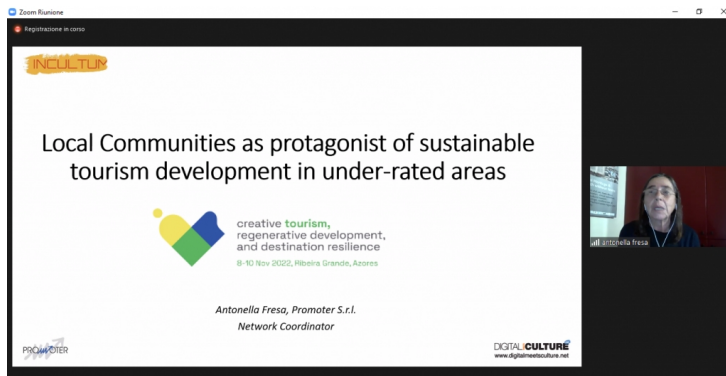 Zoom Riunione
Registrazione in corso
INCULTUM
Local Communities as protagonist of sustainable
tourism development in under-rated areas
creative tourism,
regenerative development,
and destination resilience
8-10 Nov 2022, Ribeira Grande, Azores
antonella fresa
Antonella Fresa, Promoter S.r.l.
Network Coordinator
PROMOTER
DIGITALMEETSCULTURE
www.digitalmeetsculture.net